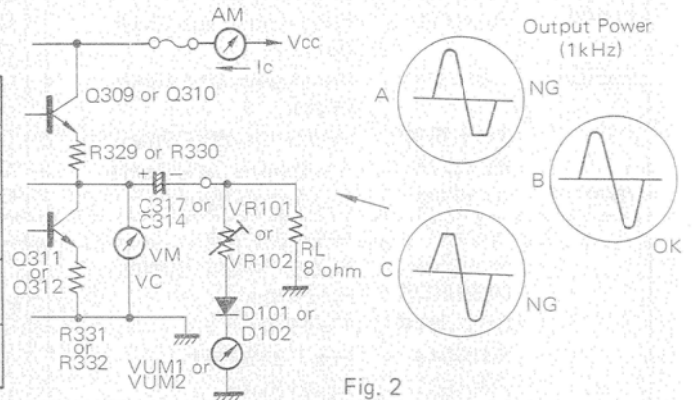 AM
Vcc
Ic
Q309 or Q310
R329 or R330
+ −
C317 or
C314
VR101
or
VR102
RL
8 ohm
VM
VC
Q311
or
Q312
D101 or
D102
R331
or
R332
VUM1 or
VUM2
Output Power
(1kHz)
A
NG
B
OK
C
NG
Fig. 2